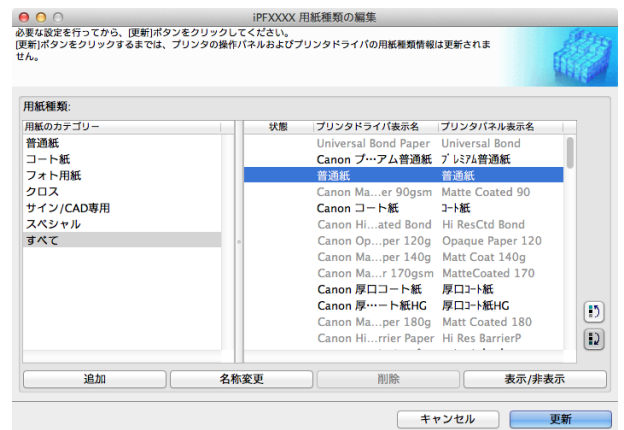 iPFXXXX 用紙種類の編集
必要な設定を行ってから、[更新]ボタンをクリックしてください。
[更新]ボタンをクリックするまでは、プリンタの操作パネルおよびプリンタドライバの用紙種類情報は更新されま
せん。
用紙種類:
用紙のカテゴリー 状態 プリンタドライバ表示名 プリンタパネル表示名
普通紙 Universal Bond Paper Universal Bond
コート紙 Canon プ…アム普通紙 プレミアム普通紙
フォト用紙 普通紙 普通紙
クロス Canon Ma...er 90gsm Matte Coated 90
サイン/CAD専用 Canon コート紙 コート紙
スペシャル Canon Hi...ated Bond Hi ResCtd Bond
すべて Canon Op...per 120g Opaque Paper 120
Canon Ma...per 140g Matt Coat 140g
Canon Ma...r 170gsm MatteCoated 170
Canon 厚口コート紙 厚口コート紙
Canon 厚…ート紙HG 厚口コート紙HG
Canon Ma...per 180g Matt Coated 180
Canon Hi...rrier Paper Hi Res BarrierP
追加 名称変更 削除 表示/非表示
キャンセル 更新